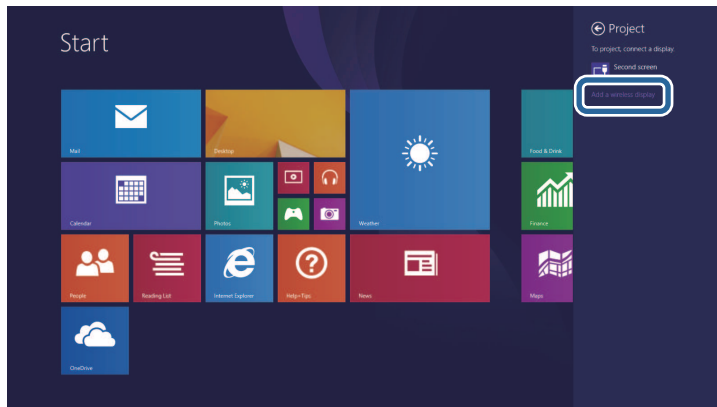 Start
Project
To project, connect a display.
Second screen
Add a wireless display
Mail
Desktop
Weather
Food & Drink
Calendar
Photos
Finance
People
Reading List
Internet Explorer
Help+Tips
News
Maps
OneDrive